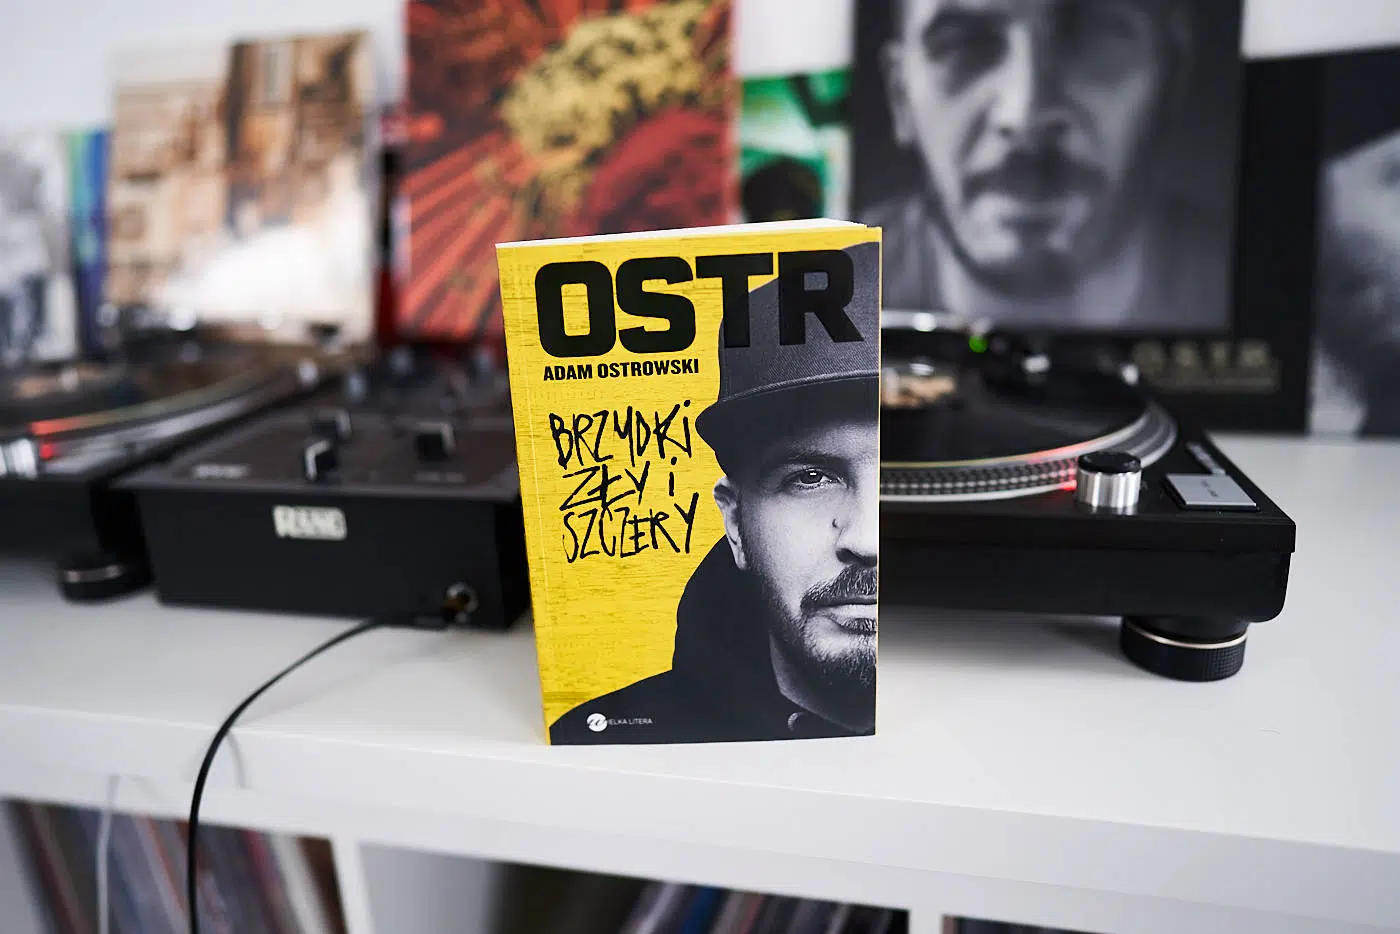 OSTR
ADAM OSTROWSKI
BRZYDKi
ZŁY i
SZCZERY
WIELKA LITERA
RANE
O.S.T.R.